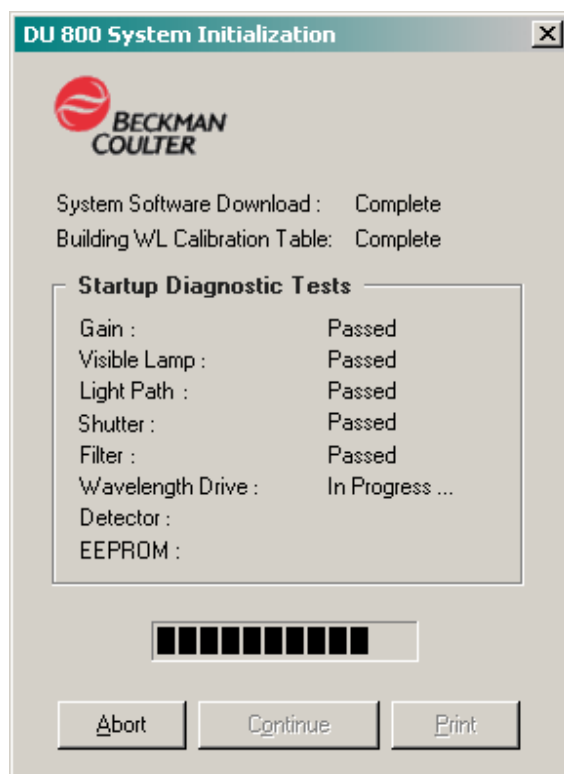 DU 800 System Initialization
BECKMAN
COULTER
System Software Download : Complete
Building WL Calibration Table: Complete
Startup Diagnostic Tests
Gain : Passed
Visible Lamp : Passed
Light Path : Passed
Shutter : Passed
Filter : Passed
Wavelength Drive : In Progress ...
Detector :
EEPROM :
Abort Continue Print